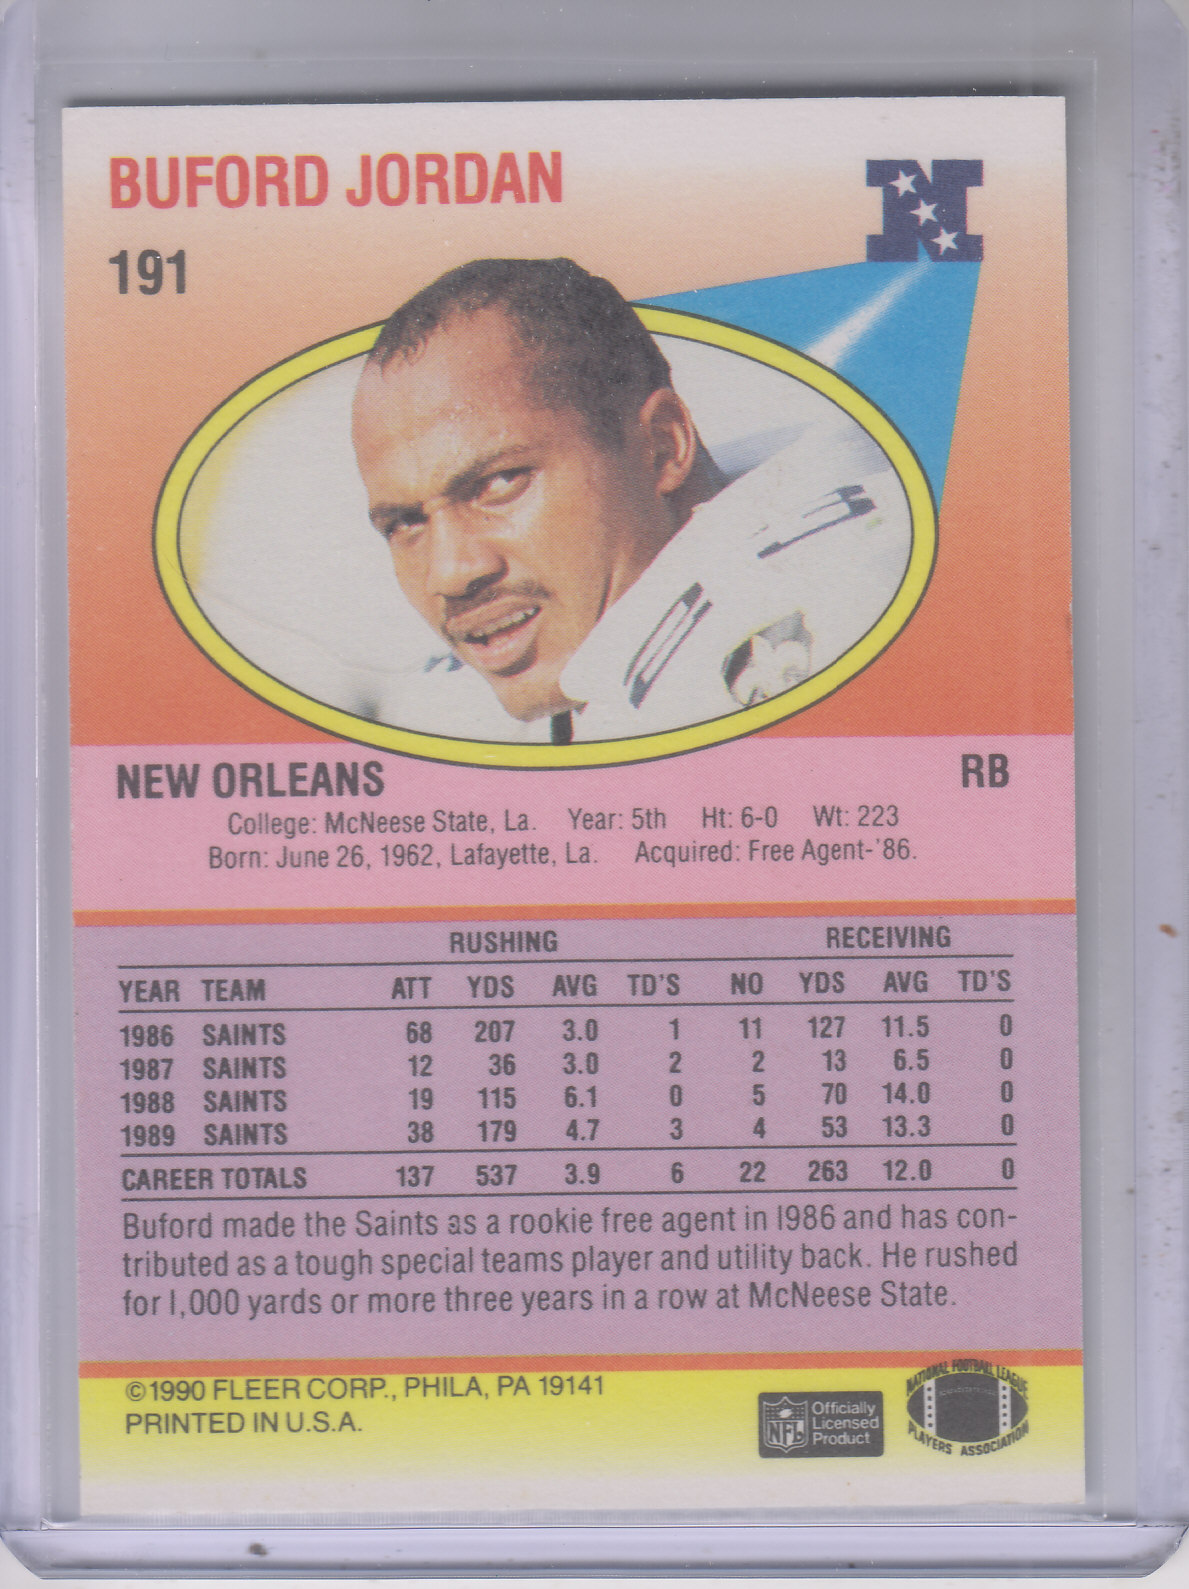 BUFORD JORDAN
N
191
NEW ORLEANS RB
College: McNeese State, La. Year: 5th Ht: 6-0 Wt: 223
Born: June 26, 1962, Lafayette, La. Acquired: Free Agent-'86.
RUSHING RECEIVING
YEAR TEAM ATT YDS AVG TD'S NO YDS AVG TD'S
1986 SAINTS 68 207 3.0 1 11 127 11.5 0
1987 SAINTS 12 36 3.0 2 2 13 6.5 0
1988 SAINTS 19 115 6.1 0 5 70 14.0 0
1989 SAINTS 38 179 4.7 3 4 53 13.3 0
CAREER TOTALS 137 537 3.9 6 22 263 12.0 0
Buford made the Saints as a rookie free agent in 1986 and has con-
tributed as a tough special teams player and utility back. He rushed
for 1,000 yards or more three years in a row at McNeese State.
©1990 FLEER CORP., PHILA, PA 19141
PRINTED IN U.S.A.
NFL
Officially
Licensed
Product
NATIONAL FOOTBALL LEAGUE
PLAYERS ASSOCIATION